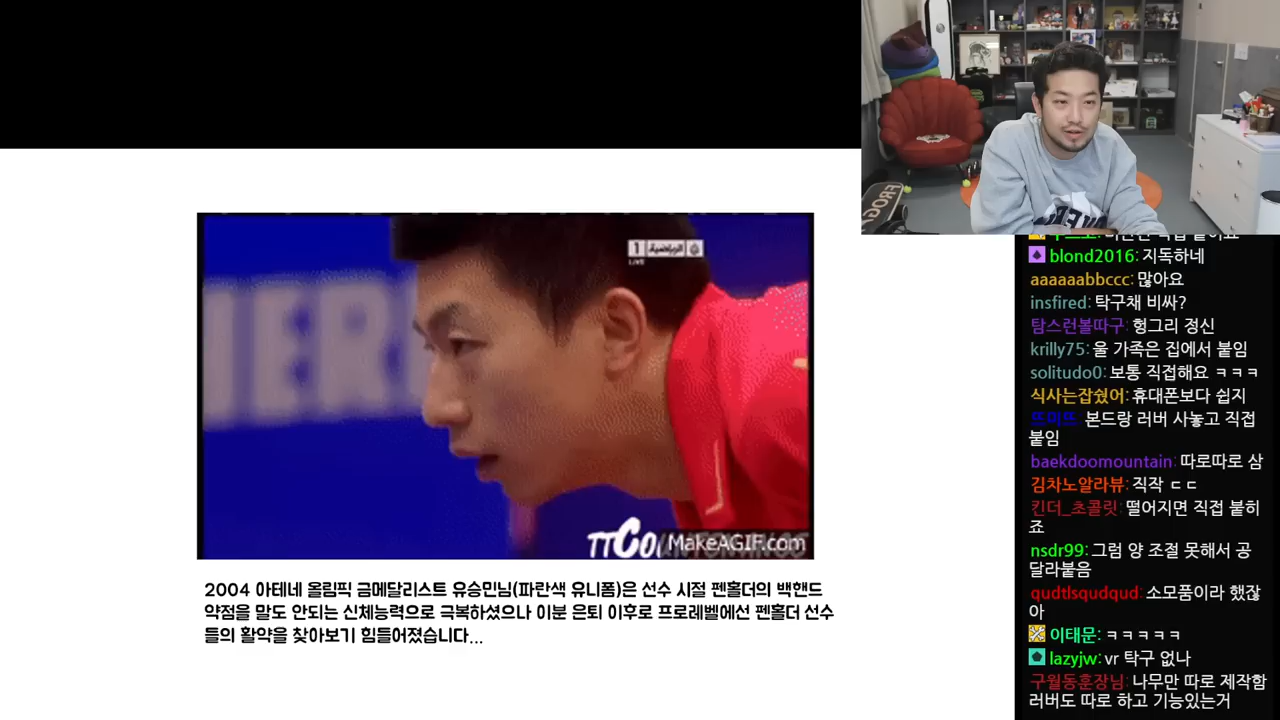 1 الرياضية
LIVE
MakeAGIF.com
2004 아테네 올림픽 금메달리스트 유승민님(파란색 유니폼)은 선수 시절 펜홀더의 백핸드
약점을 말도 안되는 신체능력으로 극복하셨으나 이분 은퇴 이후로 프로레벨에선 펜홀더 선수
들의 활약을 찾아보기 힘들어졌습니다...
blond2016: 지독하네
aaaaaabbccc: 많아요
insfired: 탁구채 비싸?
탐스런볼따구: 헝그리 정신
krilly75: 울 가족은 집에서 붙임
solitudo0: 보통 직접해요 ㅋㅋㅋ
식사는잡쉈어: 휴대폰보다 쉽지
뜨미뜨: 본드랑 러버 사놓고 직접
붙임
baekdoomountain: 따로따로 삼
김차노알라뷰: 직작 ㄷㄷ
킨더_초콜릿: 떨어지면 직접 붙히
죠
nsdr99: 그럼 양 조절 못해서 공
달라붙음
qudtlsqudqud: 소모품이라 했잖
아
이태문: ㅋㅋㅋㅋㅋ
lazyjw: vr 탁구 없나
구월동훈장님: 나무만 따로 제작함
러버도 따로 하고 기능있는거